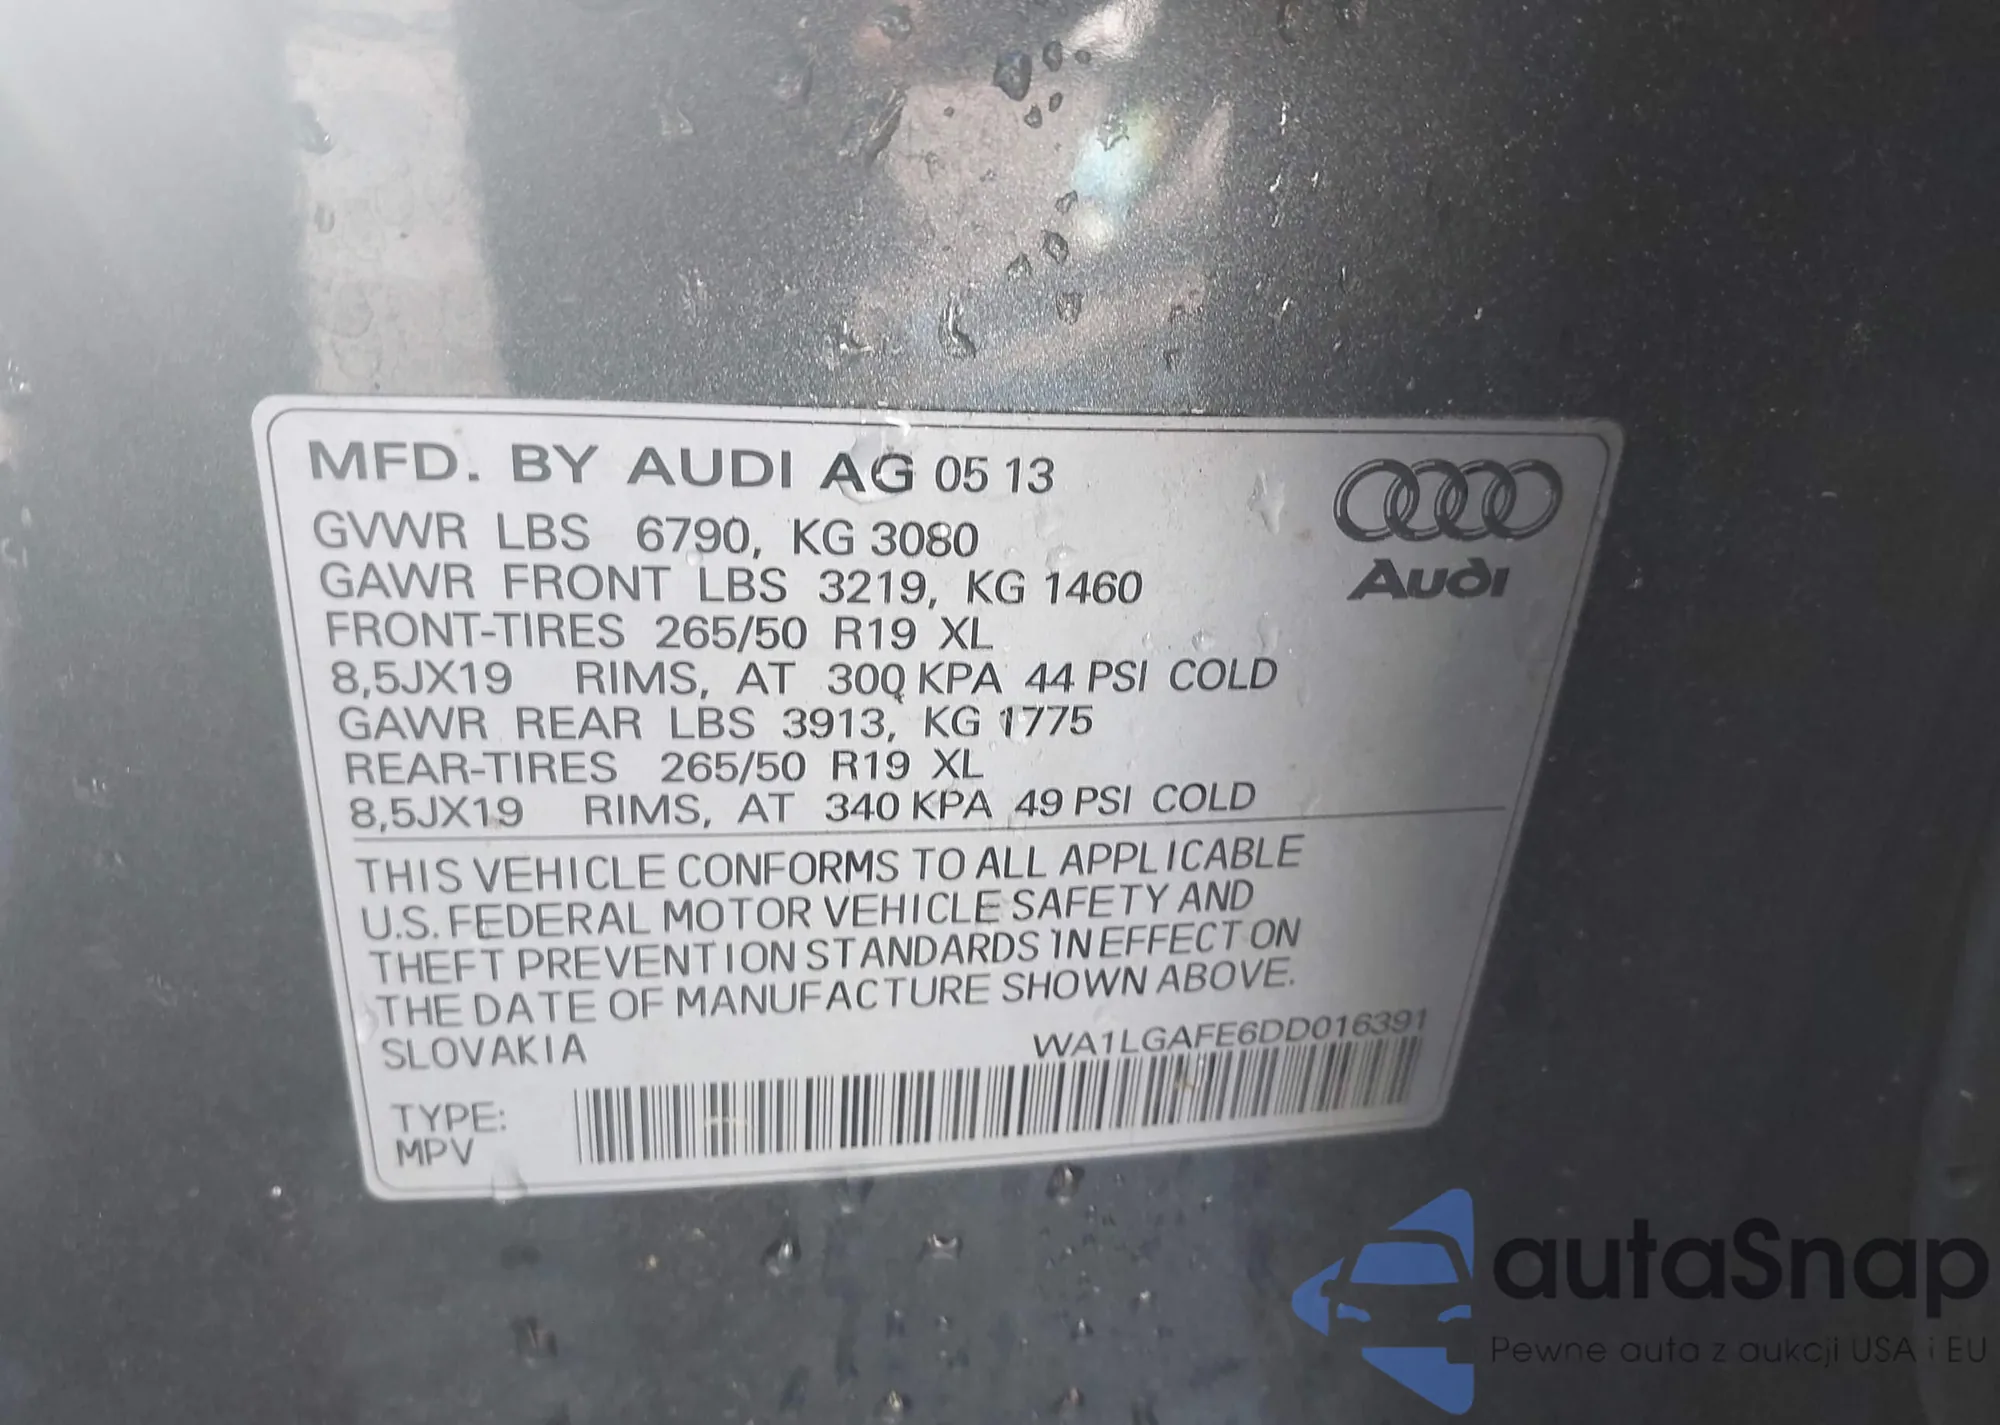 MFD. BY AUDI AG 05 13
GVWR LBS 6790, KG 3080
GAWR FRONT LBS 3219, KG 1460
FRONT-TIRES 265/50 R19 XL
8,5JX19 RIMS, AT 300 KPA 44 PSI COLD
GAWR REAR LBS 3913, KG 1775
REAR-TIRES 265/50 R19 XL
8,5JX19 RIMS, AT 340 KPA 49 PSI COLD
Audi
THIS VEHICLE CONFORMS TO ALL APPLICABLE
U.S. FEDERAL MOTOR VEHICLE SAFETY AND
THEFT PREVENTION STANDARDS IN EFFECT ON
THE DATE OF MANUFACTURE SHOWN ABOVE.
SLOVAKIA
WA1LGAFE6DD016391
TYPE:
MPV
autaSnap
Pewne auta z aukcji USA i EU